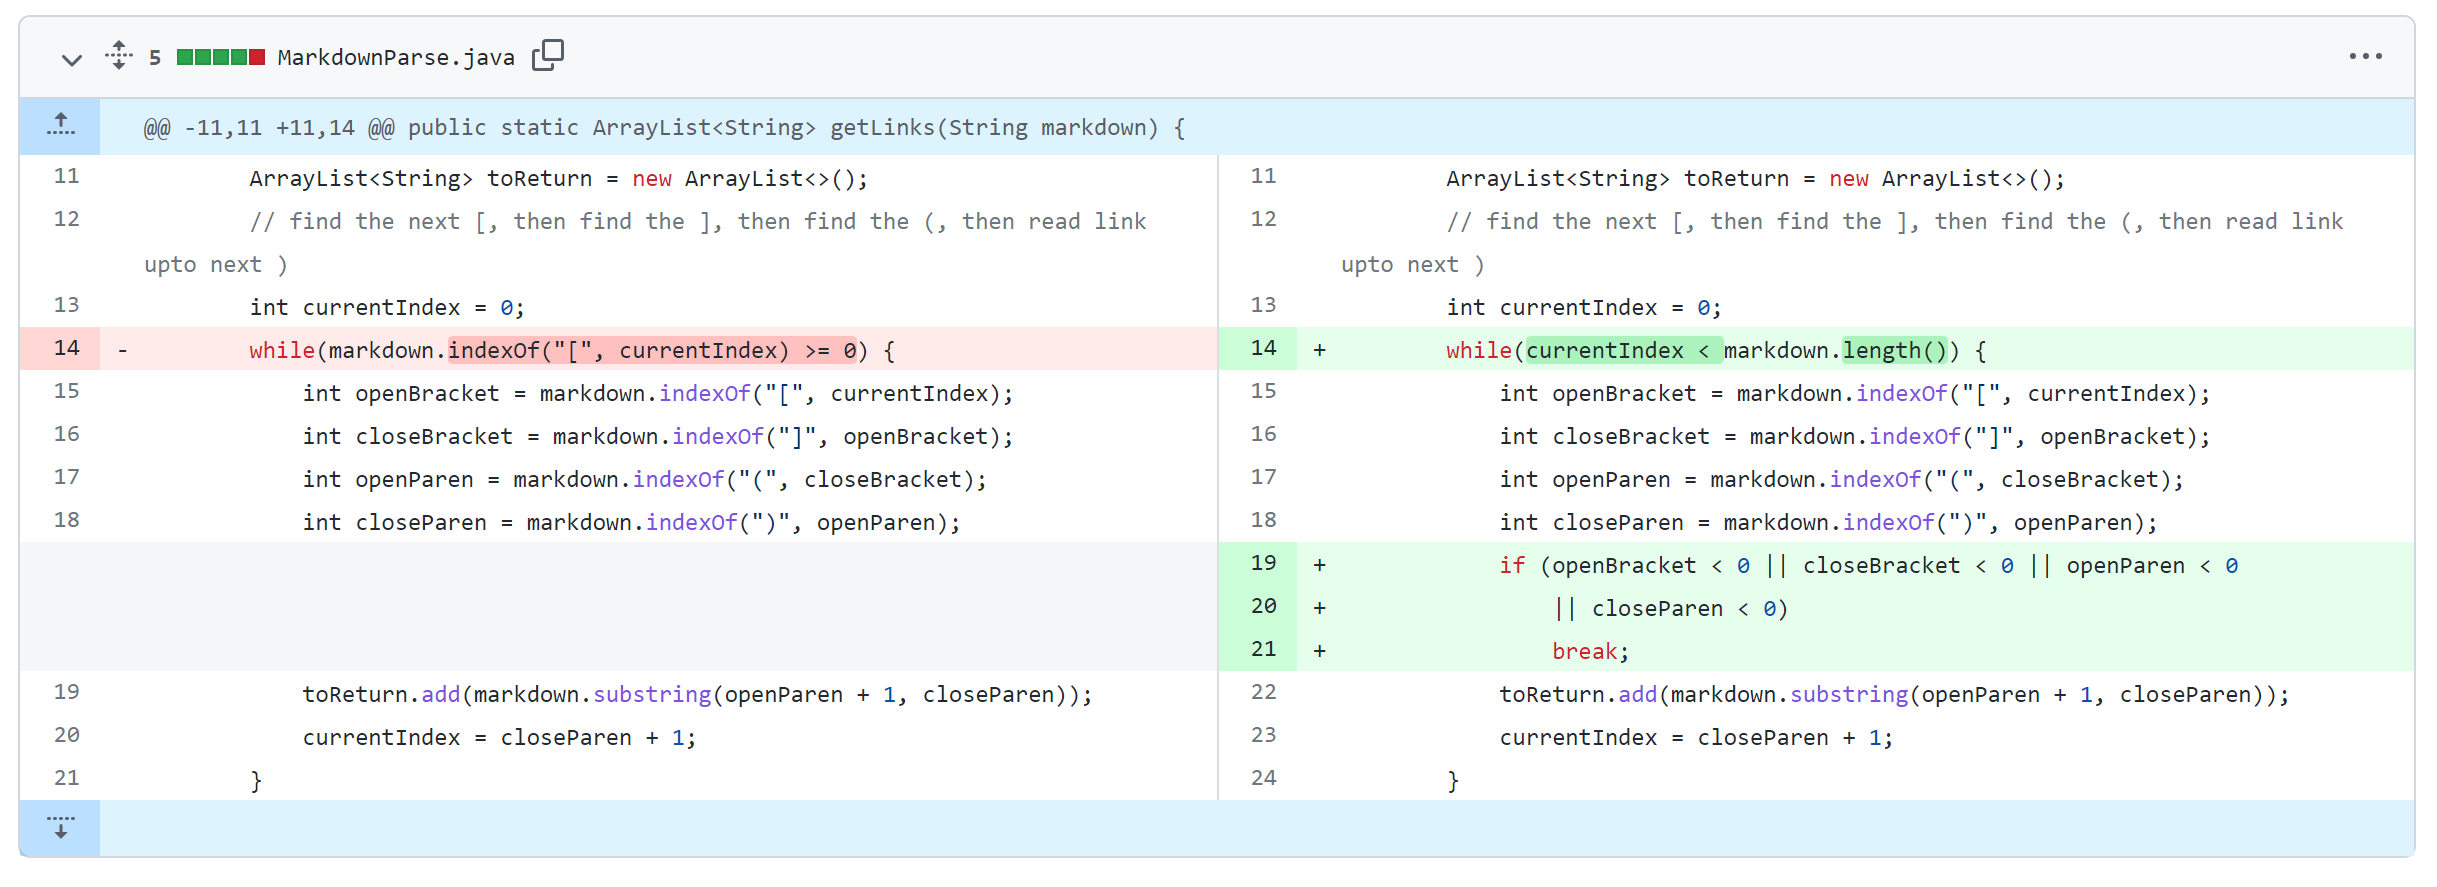 5 MarkdownParse.java
@@ -11,11 +11,14 @@ public static ArrayList<String> getLinks(String markdown) {
11 ArrayList<String> toReturn = new ArrayList<>();
12 // find the next [, then find the ], then find the (, then read link
upto next )
13 int currentIndex = 0;
14 - while(markdown.indexOf("[", currentIndex) >= 0) {
15 int openBracket = markdown.indexOf("[", currentIndex);
16 int closeBracket = markdown.indexOf("]", openBracket);
17 int openParen = markdown.indexOf("(", closeBracket);
18 int closeParen = markdown.indexOf(")", openParen);
19 toReturn.add(markdown.substring(openParen + 1, closeParen));
20 currentIndex = closeParen + 1;
21 }
11 ArrayList<String> toReturn = new ArrayList<>();
12 // find the next [, then find the ], then find the (, then read link
upto next )
13 int currentIndex = 0;
14 + while(currentIndex < markdown.length()) {
15 int openBracket = markdown.indexOf("[", currentIndex);
16 int closeBracket = markdown.indexOf("]", openBracket);
17 int openParen = markdown.indexOf("(", closeBracket);
18 int closeParen = markdown.indexOf(")", openParen);
19 + if (openBracket < 0 || closeBracket < 0 || openParen < 0
20 + || closeParen < 0)
21 + break;
22 toReturn.add(markdown.substring(openParen + 1, closeParen));
23 currentIndex = closeParen + 1;
24 }